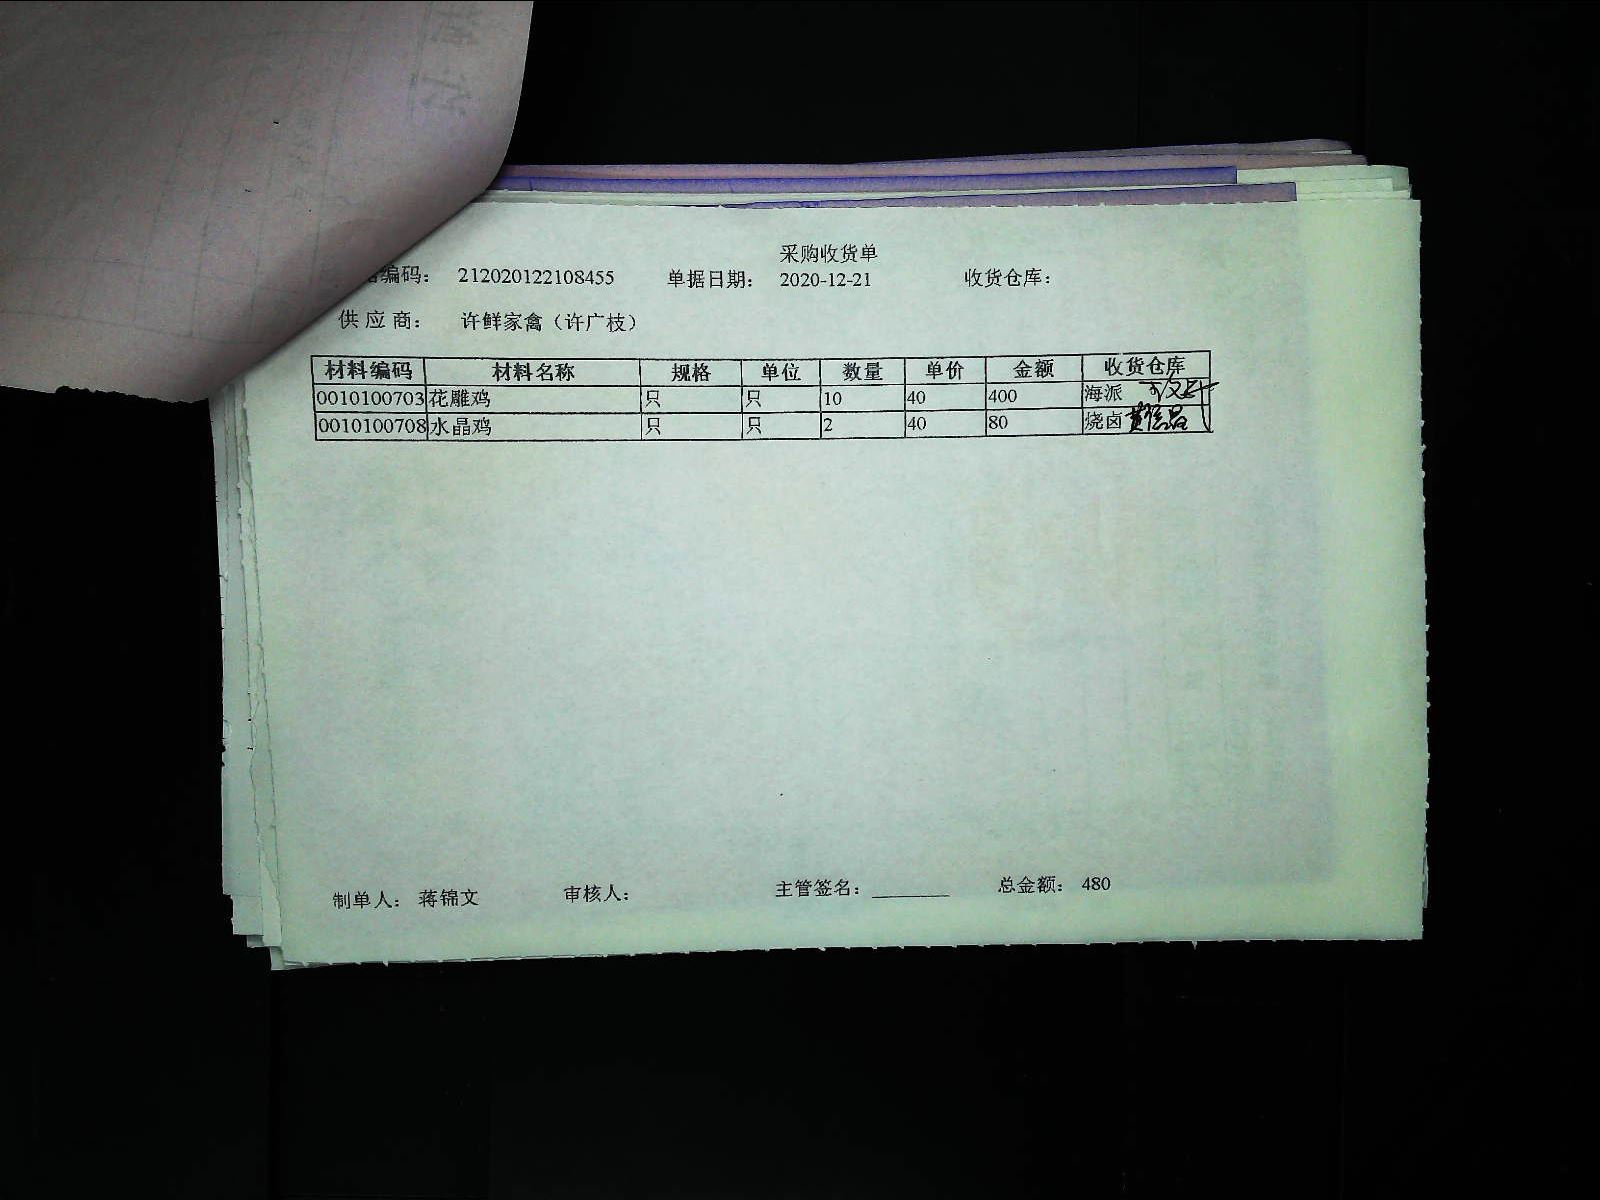 采购收货单
编码: 212020122108455 单据日期: 2020-12-21 收货仓库:
供应商: 许鲜家禽（许广枝）
材料编码 材料名称 规格 单位 数量 单价 金额 收货仓库
0010100703 花雕鸡 只 只 10 40 400 海派
0010100708 水晶鸡 只 只 2 40 80 烧卤
制单人: 蒋锦文 审核人: 主管签名: ________ 总金额: 480